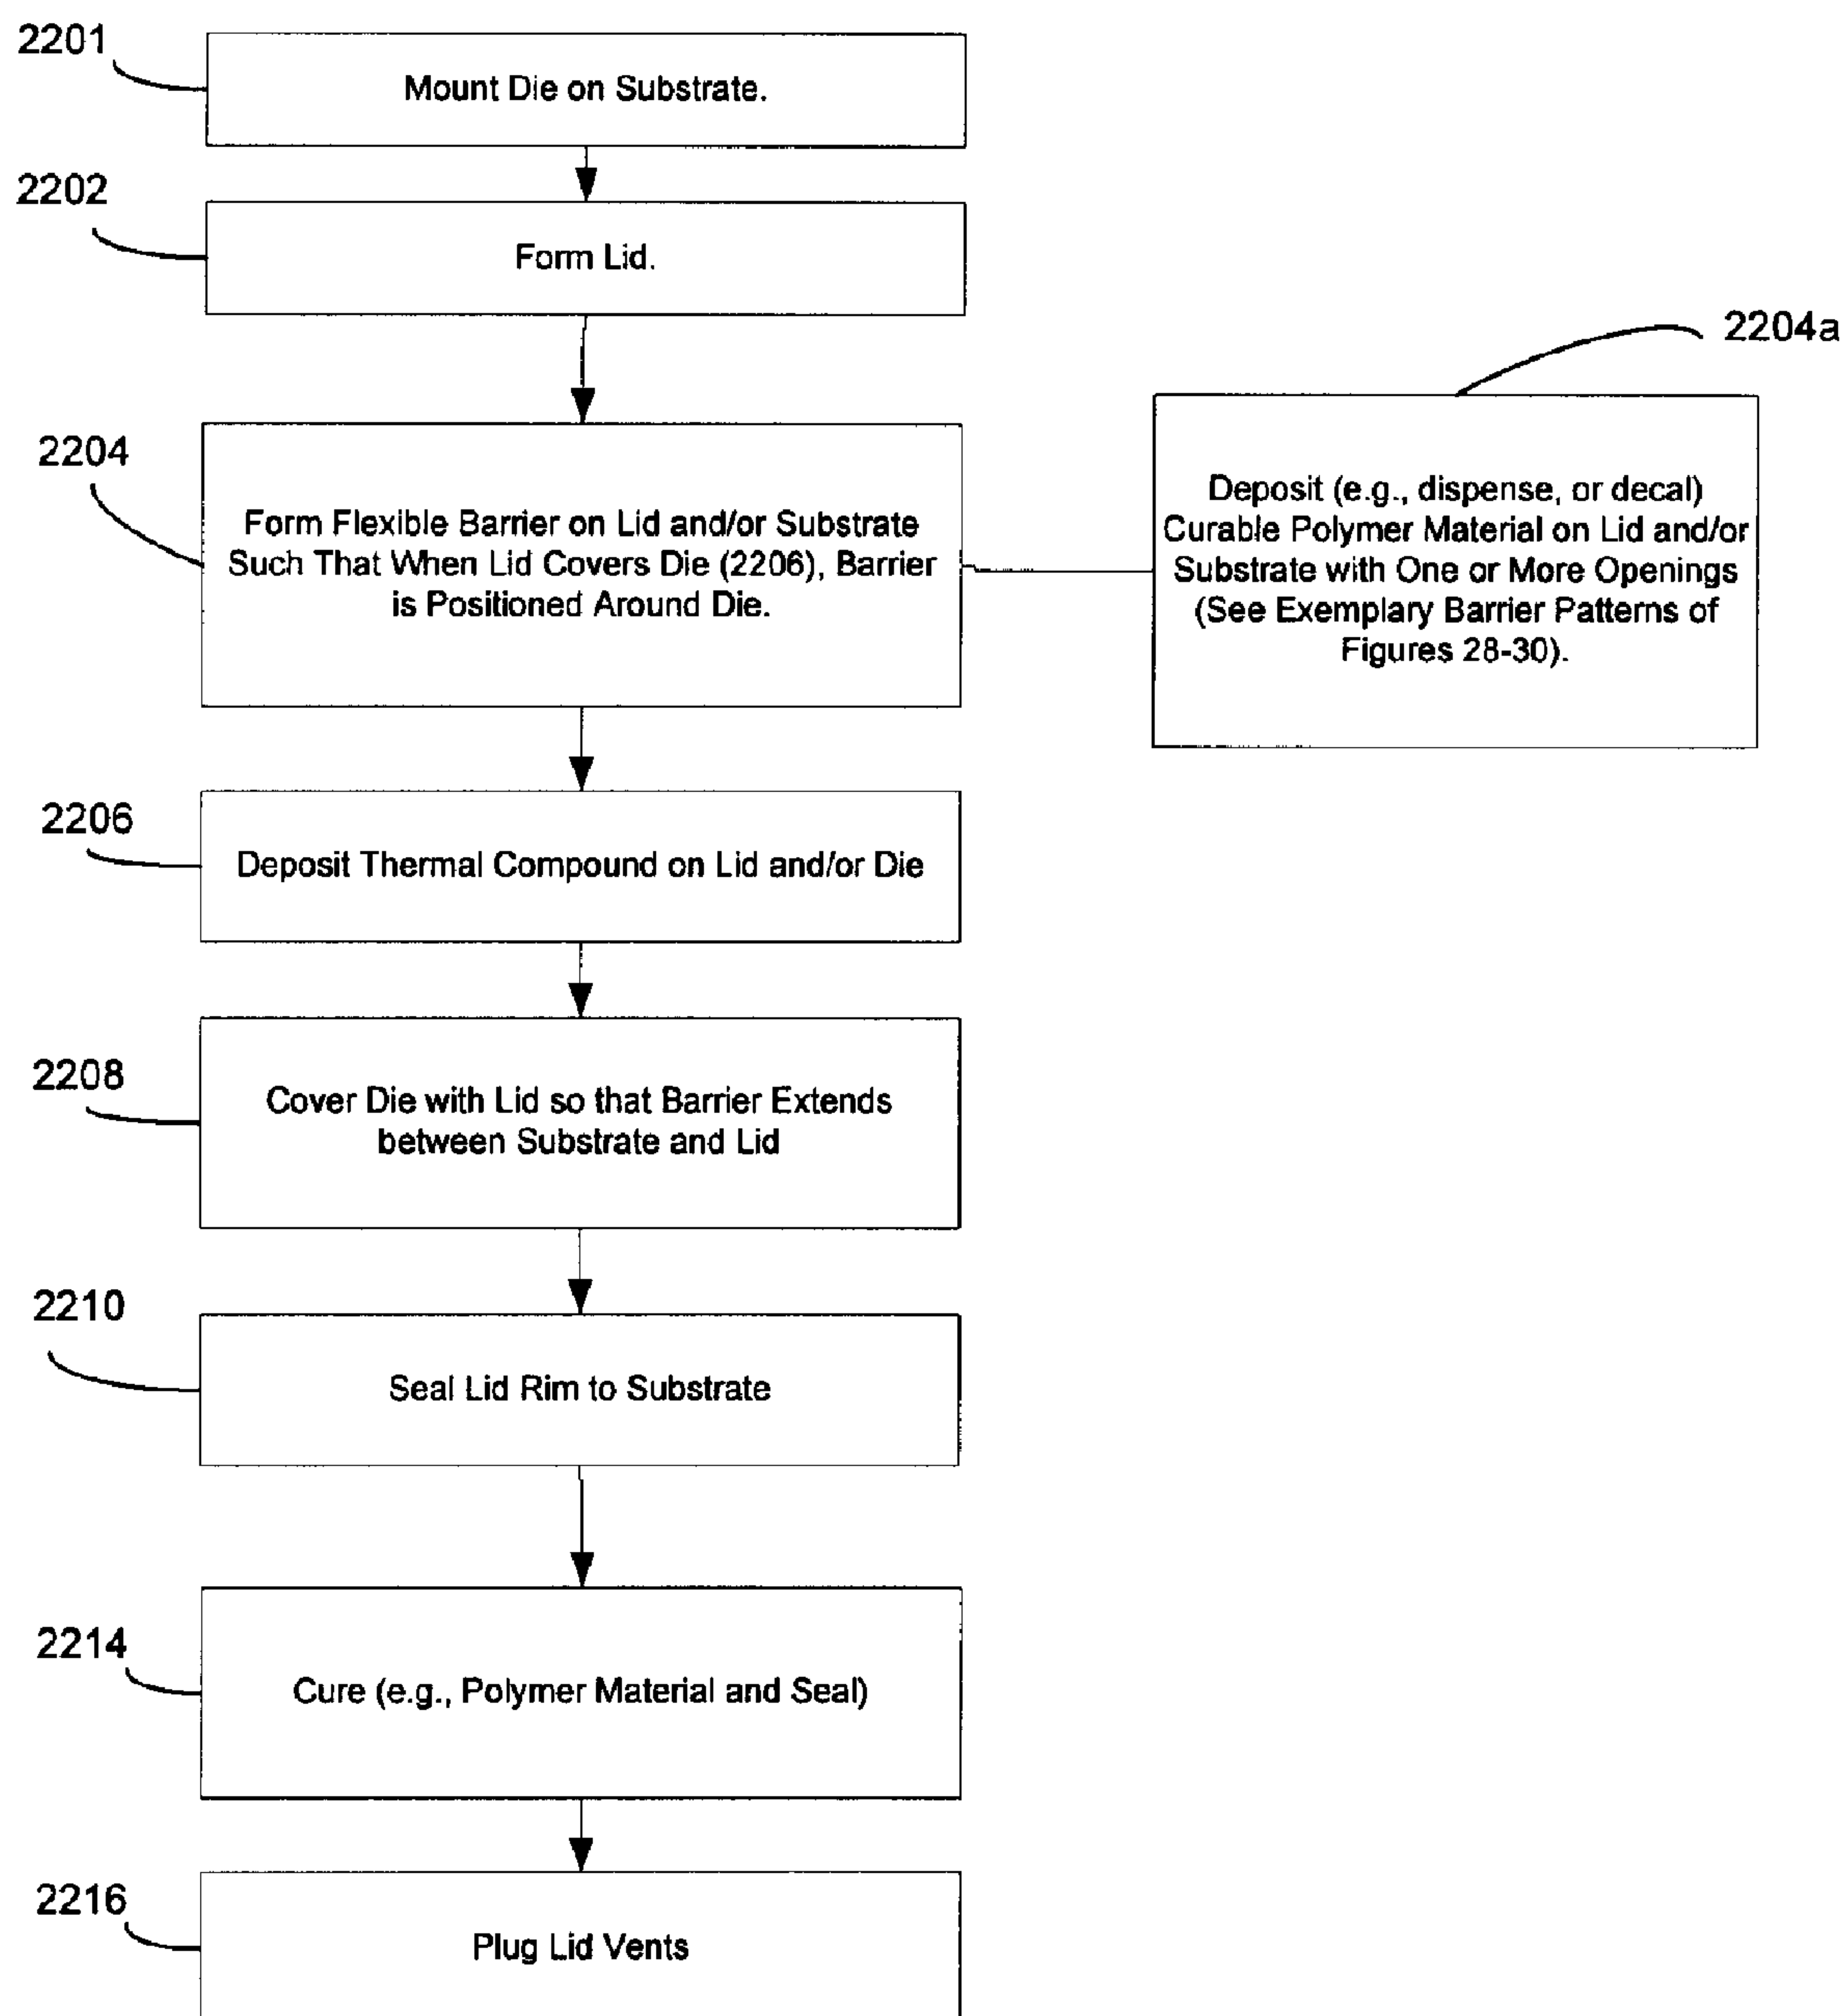 2201
Mount Die on Substrate.
2202
Form Lid.
2204a
2204
Form Flexible Barrier on Lid and/or Substrate
Such That When Lid Covers Die (2206), Barrier
is Positioned Around Die.
Deposit (e.g., dispense, or decal)
Curable Polymer Material on Lid and/or
Substrate with One or More Openings
(See Exemplary Barrier Patterns of
Figures 28-30).
2206
Deposit Thermal Compound on Lid and/or Die
2208
Cover Die with Lid so that Barrier Extends
between Substrate and Lid
2210
Seal Lid Rim to Substrate
2214
Cure (e.g., Polymer Material and Seal)
2216
Plug Lid Vents